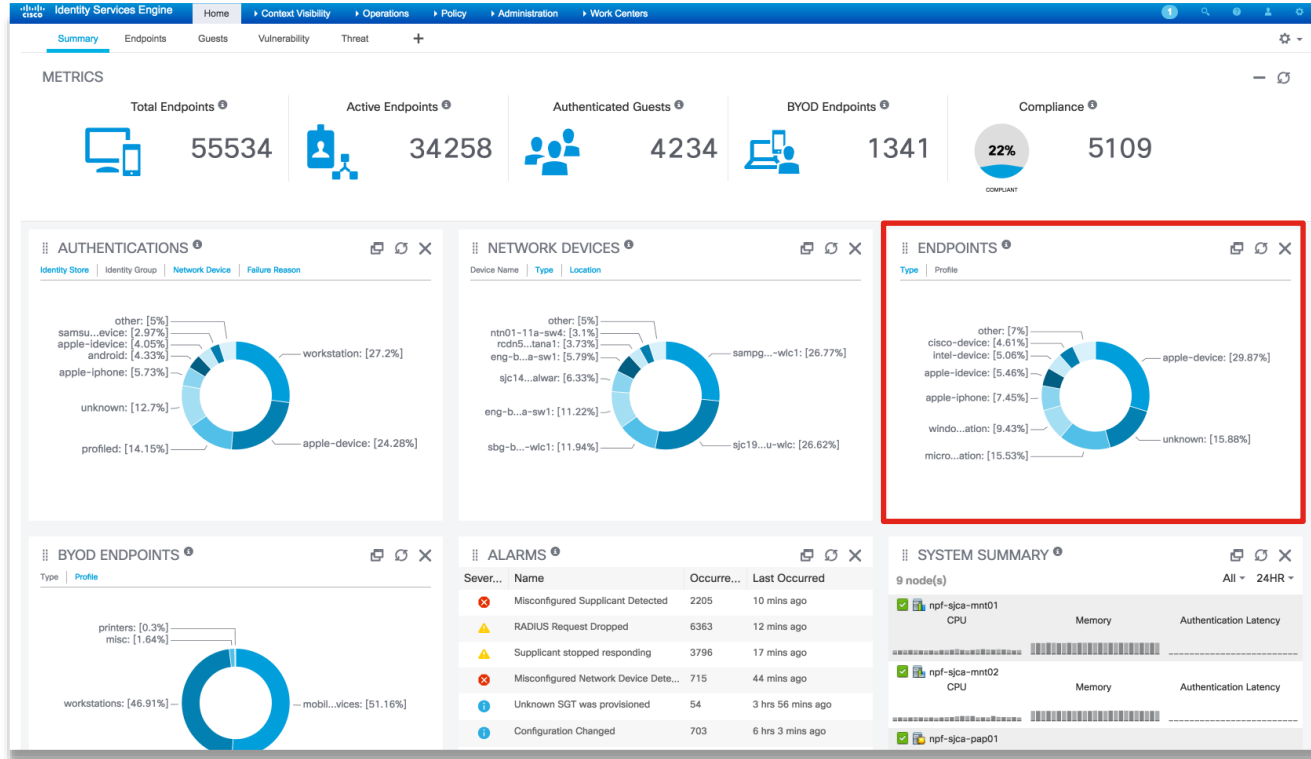 cisco Identity Services Engine Home Context Visibility Operations Policy Administration Work Centers 1
Summary Endpoints Guests Vulnerability Threat +
METRICS
Total Endpoints Active Endpoints Authenticated Guests BYOD Endpoints Compliance
55534 34258 4234 1341 22% 5109
COMPLIANT
AUTHENTICATIONS
Identity Store Identity Group Network Device Failure Reason
other: [5%]
samsu...evice: [2.97%]
apple-idevice: [4.05%]
android: [4.33%]
apple-iphone: [5.73%]
unknown: [12.7%]
profiled: [14.15%]
workstation: [27.2%]
apple-device: [24.28%]
NETWORK DEVICES
Device Name Type Location
other: [5%]
ntn01-11a-sw4: [3.1%]
rcdn5...tana1: [3.73%]
eng-b...a-sw1: [5.79%]
sjc14...alwar: [6.33%]
eng-b...a-sw1: [11.22%]
sbg-b...-wlc1: [11.94%]
sampg...-wlc1: [26.77%]
sjc19...u-wlc: [26.62%]
ENDPOINTS
Type Profile
other: [7%]
cisco-device: [4.61%]
intel-device: [5.06%]
apple-idevice: [5.46%]
apple-iphone: [7.45%]
windo...ation: [9.43%]
micro...ation: [15.53%]
apple-device: [29.87%]
unknown: [15.88%]
BYOD ENDPOINTS
Type Profile
printers: [0.3%]
misc: [1.64%]
workstations: [46.91%]
mobil...vices: [51.16%]
ALARMS
Sever... Name Occurre... Last Occurred
Misconfigured Supplicant Detected 2205 10 mins ago
RADIUS Request Dropped 6363 12 mins ago
Supplicant stopped responding 3796 17 mins ago
Misconfigured Network Device Dete... 715 44 mins ago
Unknown SGT was provisioned 54 3 hrs 56 mins ago
Configuration Changed 703 6 hrs 3 mins ago
SYSTEM SUMMARY
9 node(s) All 24HR
npf-sjca-mnt01
CPU Memory Authentication Latency
npf-sjca-mnt02
CPU Memory Authentication Latency
npf-sjca-pap01